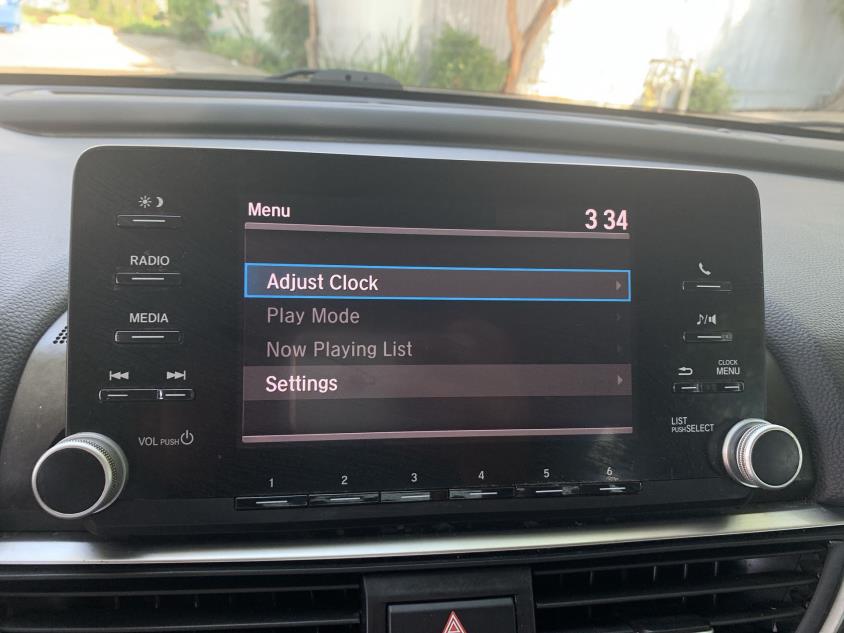 Menu
3 34
Adjust Clock
Play Mode
Now Playing List
Settings
RADIO
MEDIA
VOL PUSH
CLOCK
MENU
LIST
PUSH SELECT
1 2 3 4 5 6